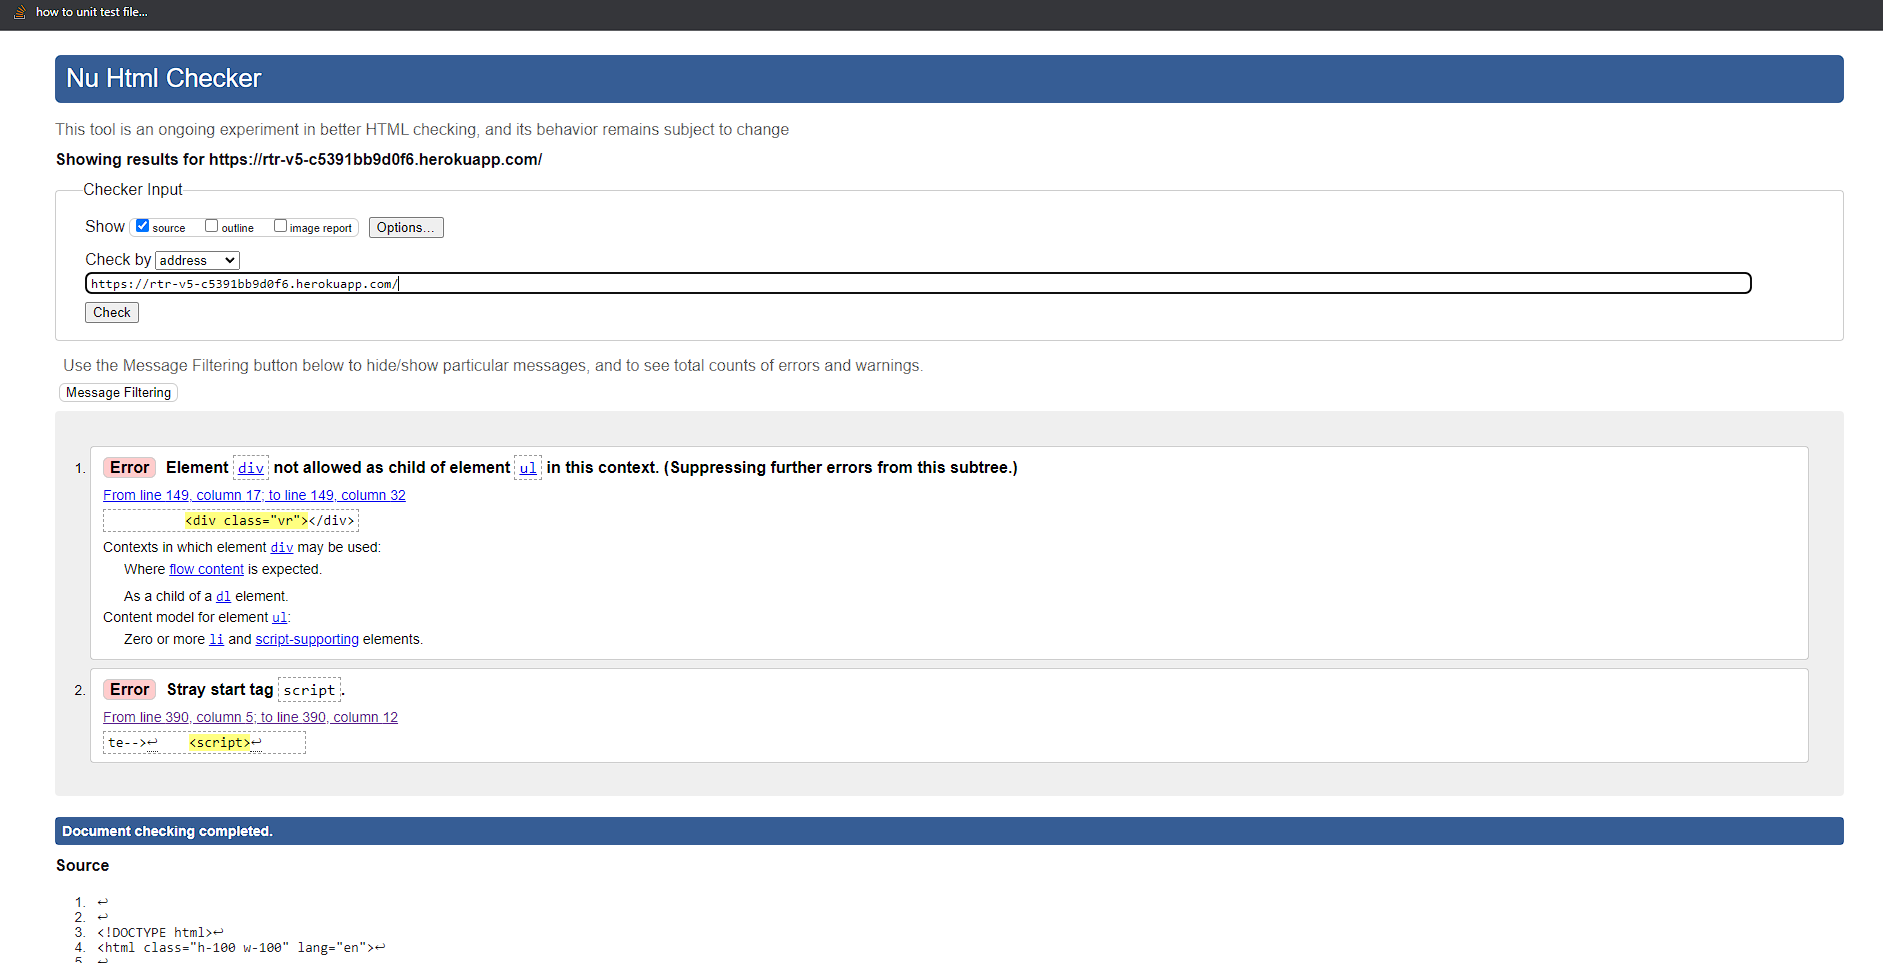 how to unit test file...
Nu Html Checker
This tool is an ongoing experiment in better HTML checking, and its behavior remains subject to change
Showing results for https://rtr-v5-c5391bb9d0f6.herokuapp.com/
Checker Input
Show source outline image report Options...
Check by address
https://rtr-v5-c5391bb9d0f6.herokuapp.com/
Check
Use the Message Filtering button below to hide/show particular messages, and to see total counts of errors and warnings.
Message Filtering
1. Error Element div not allowed as child of element ul in this context. (Suppressing further errors from this subtree.)
From line 149, column 17; to line 149, column 32
<div class="vr"></div>
Contexts in which element div may be used:
Where flow content is expected.
As a child of a dl element.
Content model for element ul:
Zero or more li and script-supporting elements.
2. Error Stray start tag script.
From line 390, column 5; to line 390, column 12
te-->↩ <script>↩
Document checking completed.
Source
1. ↩
2. ↩
3. <!DOCTYPE html>↩
4. <html class="h-100 w-100" lang="en">↩
5. ↩